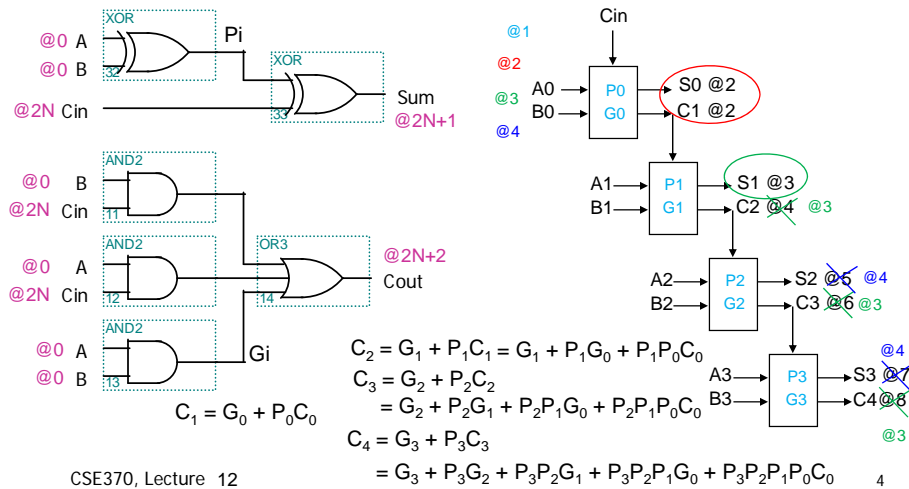 XOR
@0 A
@0 B
32
Pi
XOR
@2N Cin
33
Sum
@2N+1
AND2
@0 B
@2N Cin
11
AND2
@0 A
@2N Cin
12
OR3
14
@2N+2
Cout
AND2
@0 A
@0 B
13
Gi
C₁ = G₀ + P₀C₀
@1
@2
@3
@4
Cin
A0
B0
P0
G0
S0 @2
C1 @2
A1
B1
P1
G1
S1 @3
C2 @4 @3
A2
B2
P2
G2
S2 @5 @4
C3 @6 @3
A3
B3
P3
G3
@4
S3 @7
C4 @8
@3
C₂ = G₁ + P₁C₁ = G₁ + P₁G₀ + P₁P₀C₀
C₃ = G₂ + P₂C₂
= G₂ + P₂G₁ + P₂P₁G₀ + P₂P₁P₀C₀
C₄ = G₃ + P₃C₃
= G₃ + P₃G₂ + P₃P₂G₁ + P₃P₂P₁G₀ + P₃P₂P₁P₀C₀
CSE370, Lecture 12
4